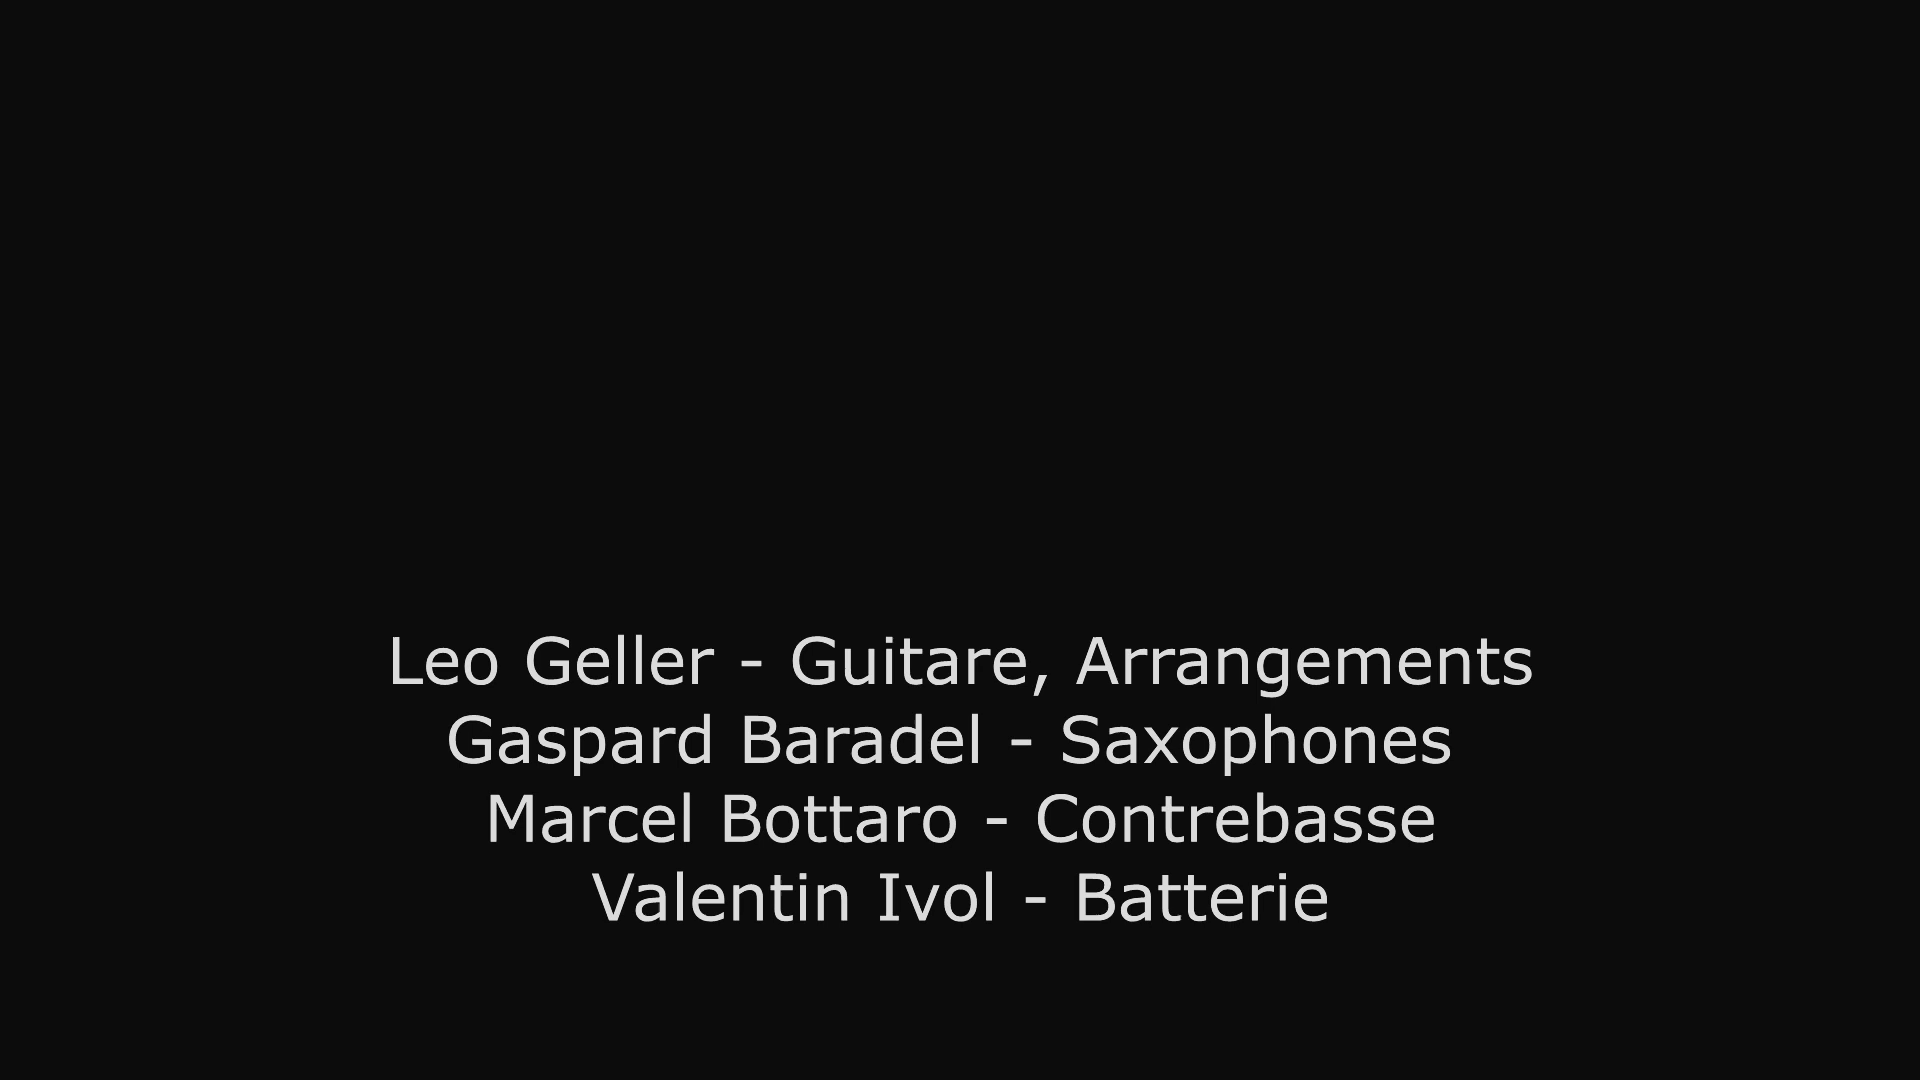 Leo Geller - Guitare, Arrangements
Gaspard Baradel - Saxophones
Marcel Bottaro - Contrebasse
Valentin Ivol - Batterie